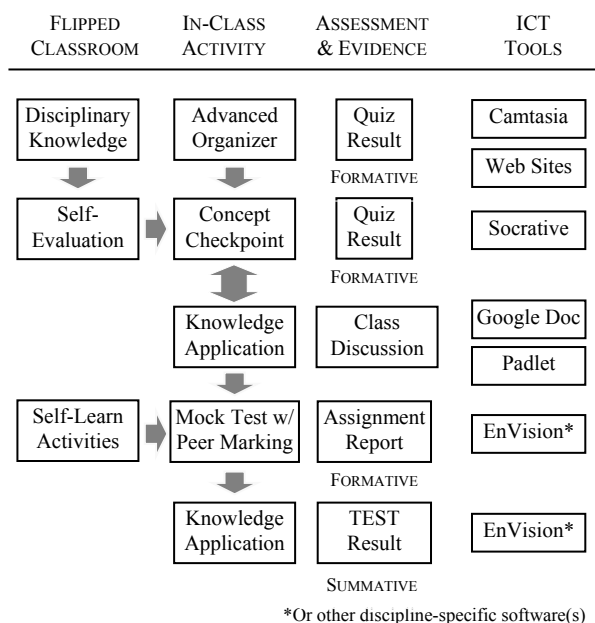 FLIPPED CLASSROOM
IN-CLASS ACTIVITY
ASSESSMENT & EVIDENCE
ICT TOOLS
Disciplinary
Knowledge
Advanced
Organizer
Quiz
Result
FORMATIVE
Camtasia
Web Sites
Self-
Evaluation
Concept
Checkpoint
Quiz
Result
FORMATIVE
Socrative
Knowledge
Application
Class
Discussion
Google Doc
Padlet
Self-Learn
Activities
Mock Test w/
Peer Marking
Assignment
Report
FORMATIVE
EnVision*
Knowledge
Application
TEST
Result
SUMMATIVE
EnVision*
*Or other discipline-specific software(s)